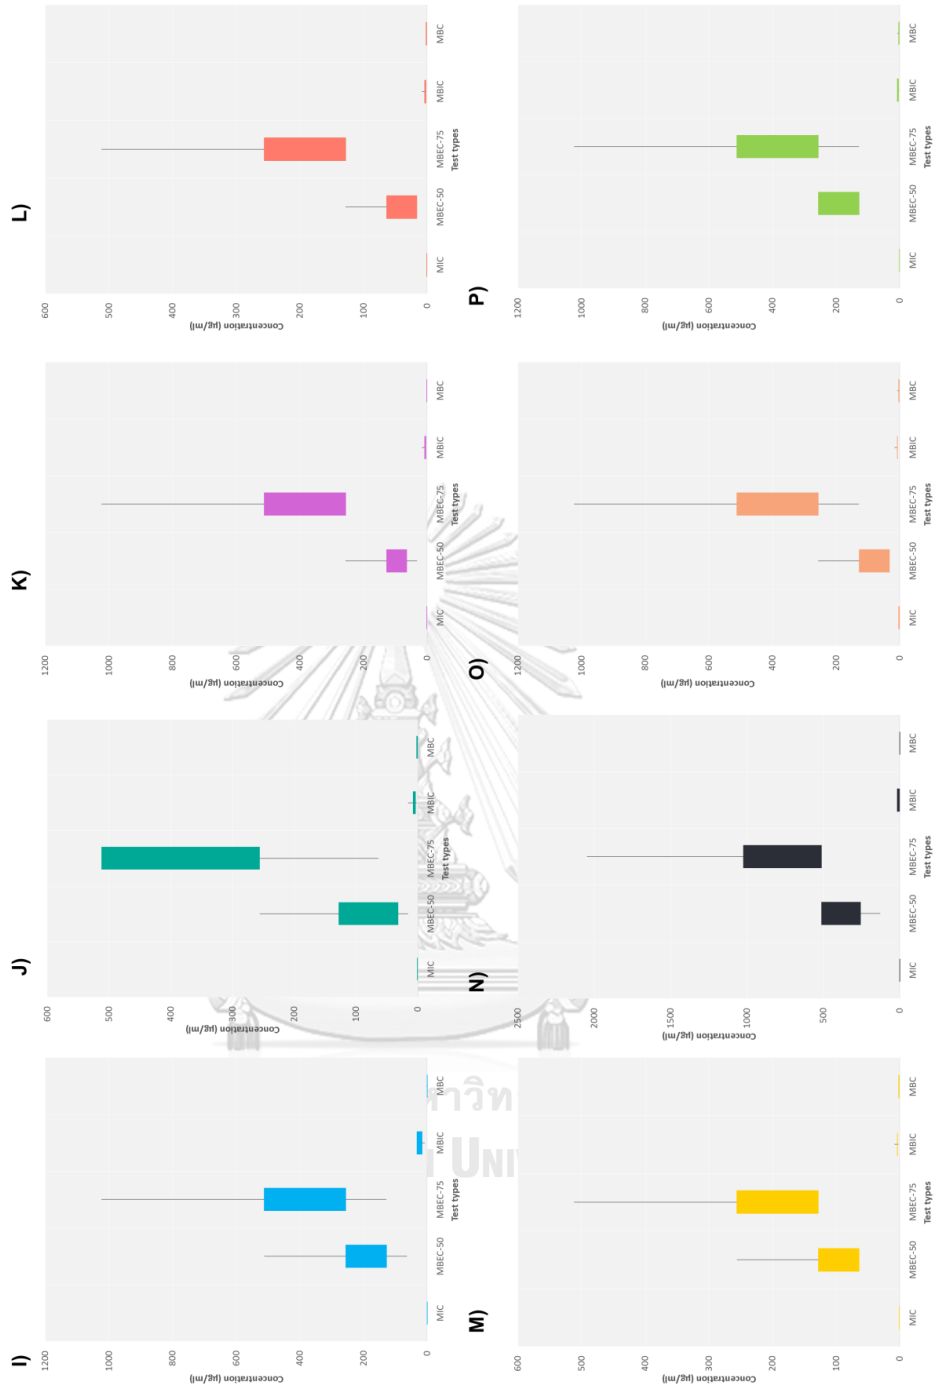 I)
1200
1000
800
600
400
200
0
Concentration (µg/ml)
MIC
MBEC-50
MBEC-75
MBIC
MBC
Test types
J)
600
500
400
300
200
100
0
Concentration (µg/ml)
MIC
MBEC-50
MBEC-75
MBIC
MBC
Test types
K)
1200
1000
800
600
400
200
0
Concentration (µg/ml)
MIC
MBEC-50
MBEC-75
MBIC
MBC
Test types
L)
600
500
400
300
200
100
0
Concentration (µg/ml)
MIC
MBEC-50
MBEC-75
MBIC
MBC
Test types
M)
600
500
400
300
200
100
0
Concentration (µg/ml)
MIC
MBEC-50
MBEC-75
MBIC
MBC
Test types
N)
2500
2000
1500
1000
500
0
Concentration (µg/ml)
MIC
MBEC-50
MBEC-75
MBIC
MBC
Test types
O)
1200
1000
800
600
400
200
0
Concentration (µg/ml)
MIC
MBEC-50
MBEC-75
MBIC
MBC
Test types
P)
1200
1000
800
600
400
200
0
Concentration (µg/ml)
MIC
MBEC-50
MBEC-75
MBIC
MBC
Test types